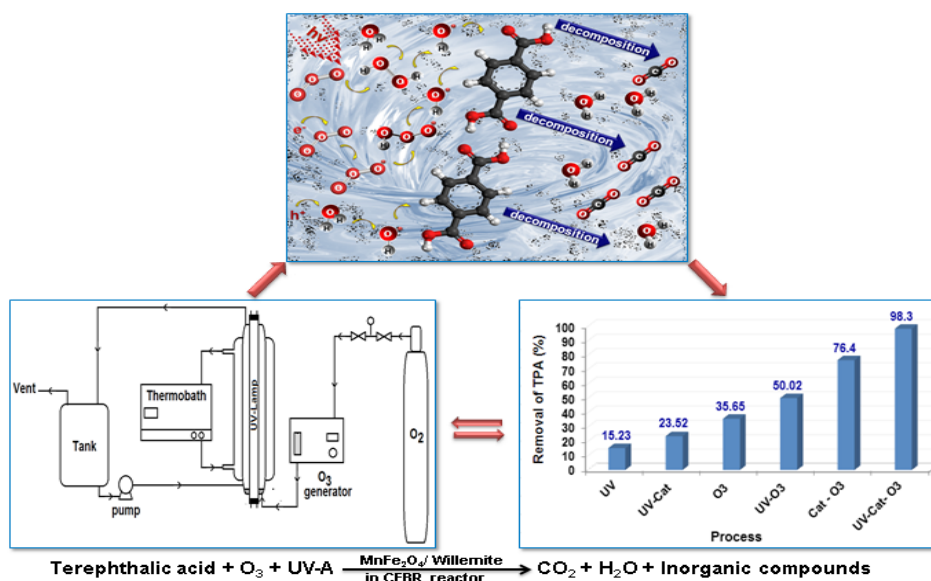 hv
decomposition
decomposition
decomposition
h⁺
Vent
Tank
pump
Thermobath
UV-Lamp
O₃
generator
O₂
Removal of TPA (%)
100
90
80
70
60
50
40
30
20
10
0
15.23
23.52
35.65
50.02
76.4
98.3
UV
UV-Cat
O3
UV-O3
Cat - O3
UV-Cat- O3
Process
Terephthalic acid + O₃ + UV-A MnFe₂O₄/ Willemite CO₂ + H₂O + Inorganic compounds
in CFBR reactor